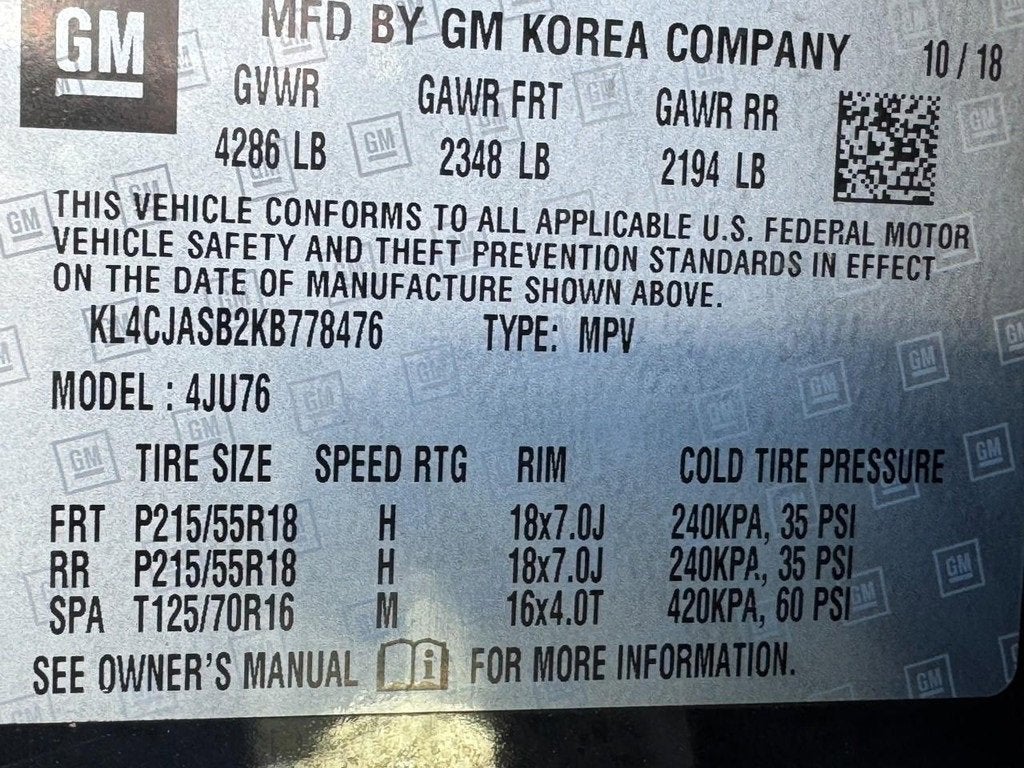 GM
MFD BY GM KOREA COMPANY 10 / 18
GVWR GAWR FRT GAWR RR
4286 LB 2348 LB 2194 LB
THIS VEHICLE CONFORMS TO ALL APPLICABLE U.S. FEDERAL MOTOR
VEHICLE SAFETY AND THEFT PREVENTION STANDARDS IN EFFECT
ON THE DATE OF MANUFACTURE SHOWN ABOVE.
KL4CJASB2KB778476 TYPE: MPV
MODEL : 4JU76
TIRE SIZE SPEED RTG RIM COLD TIRE PRESSURE
FRT P215/55R18 H 18x7.0J 240KPA, 35 PSI
RR P215/55R18 H 18x7.0J 240KPA, 35 PSI
SPA T125/70R16 M 16x4.0T 420KPA, 60 PSI
SEE OWNER'S MANUAL i FOR MORE INFORMATION.